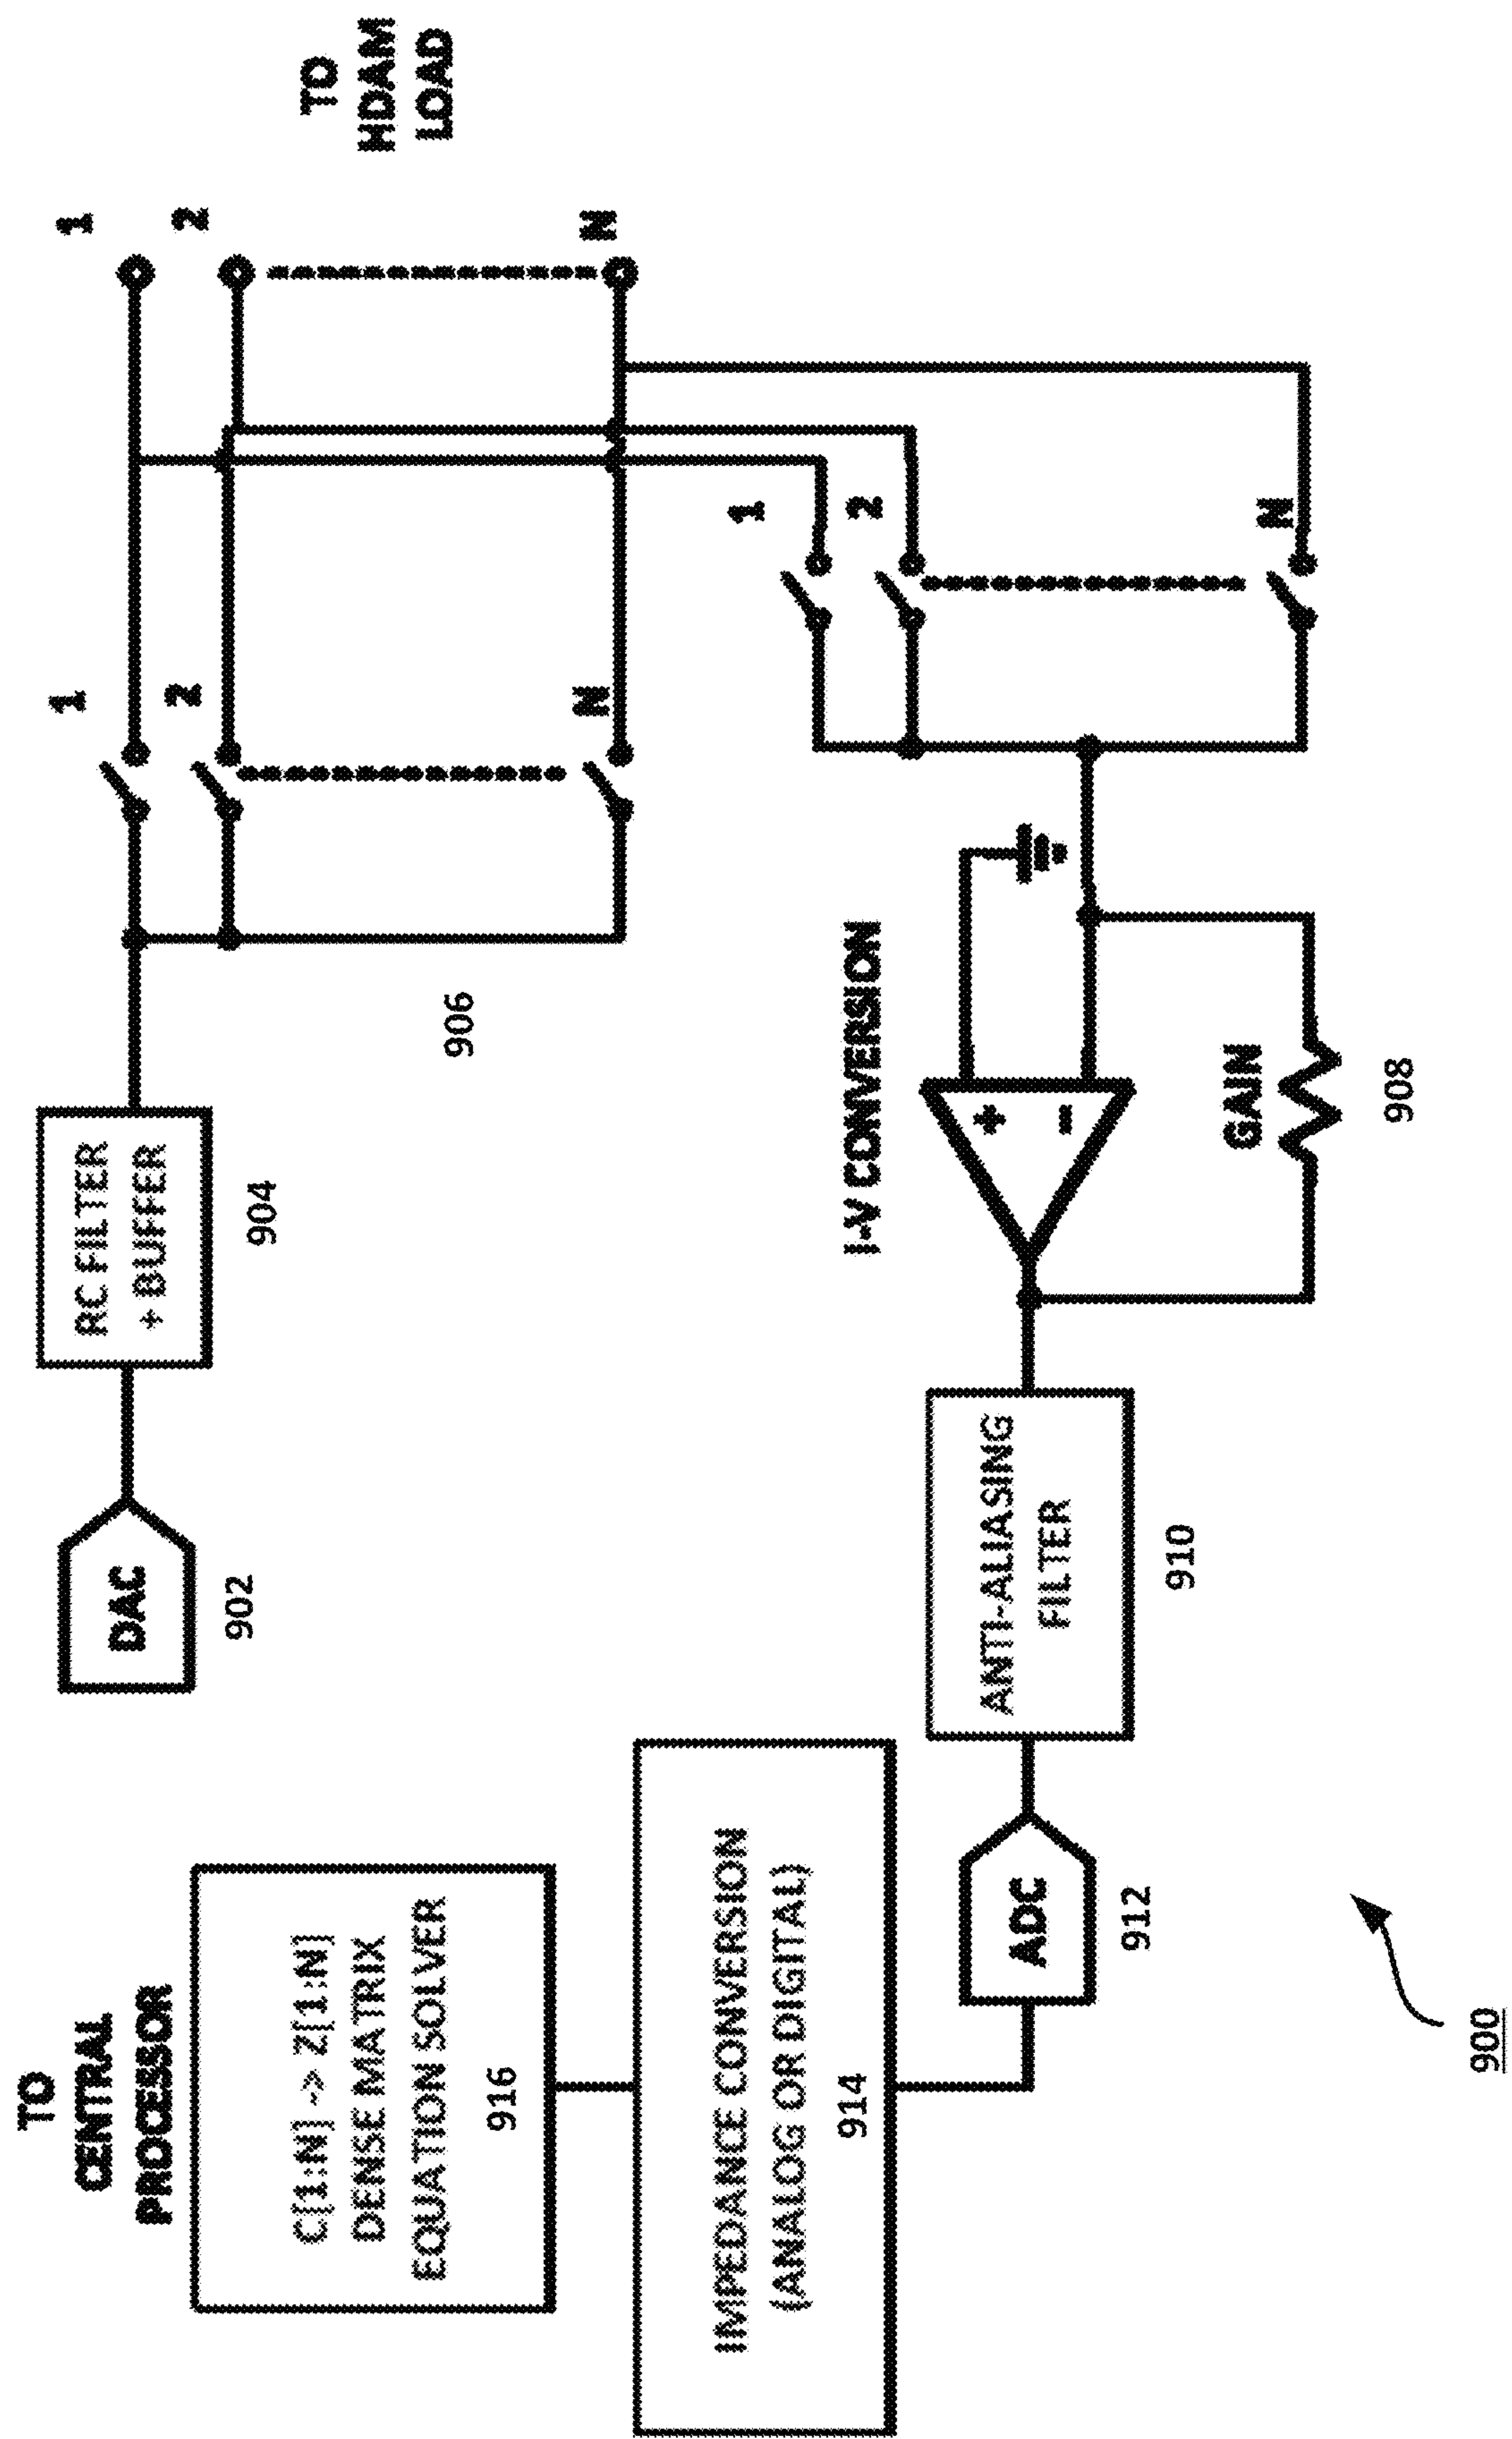 TO
CENTRAL
PROCESSOR
C[1:N] -> Z[1:N]
DENSE MATRIX
EQUATION SOLVER
916
IMPEDANCE CONVERSION
(ANALOG OR DIGITAL)
914
DAC
902
RC FILTER
+ BUFFER
904
906
1
2
N
1
2
N
TO
HDAM
LOAD
1
2
N
I-V CONVERSION
+
-
GAIN
908
ANTI-ALIASING
FILTER
910
ADC
912
900